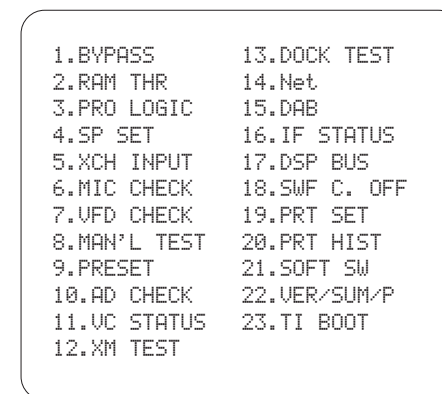 1.BYPASS
2.RAM THR
3.PRO LOGIC
4.SP SET
5.XCH INPUT
6.MIC CHECK
7.VFD CHECK
8.MAN'L TEST
9.PRESET
10.AD CHECK
11.VC STATUS
12.XM TEST
13.DOCK TEST
14.Net
15.DAB
16.IF STATUS
17.DSP BUS
18.SWF C. OFF
19.PRT SET
20.PRT HIST
21.SOFT SW
22.VER/SUM/P
23.TI BOOT